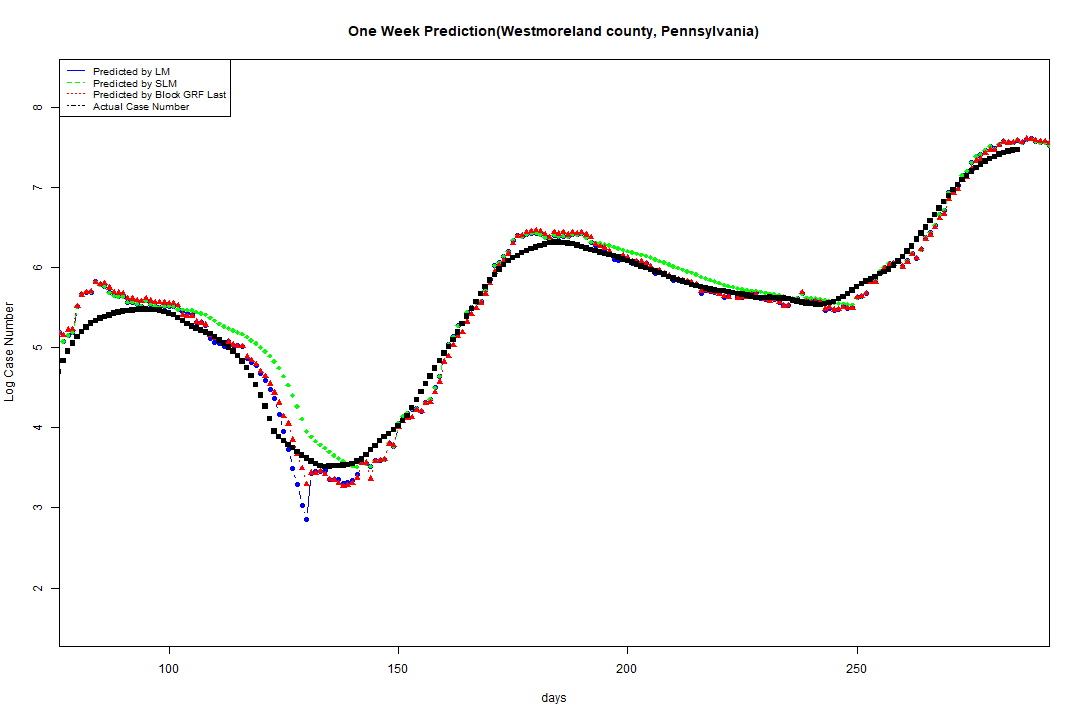 One Week Prediction(Westmoreland county, Pennsylvania)
Predicted by LM
Predicted by SLM
Predicted by Block GRF Last
Actual Case Number
8
7
6
5
4
3
2
Log Case Number
100 150 200 250
days